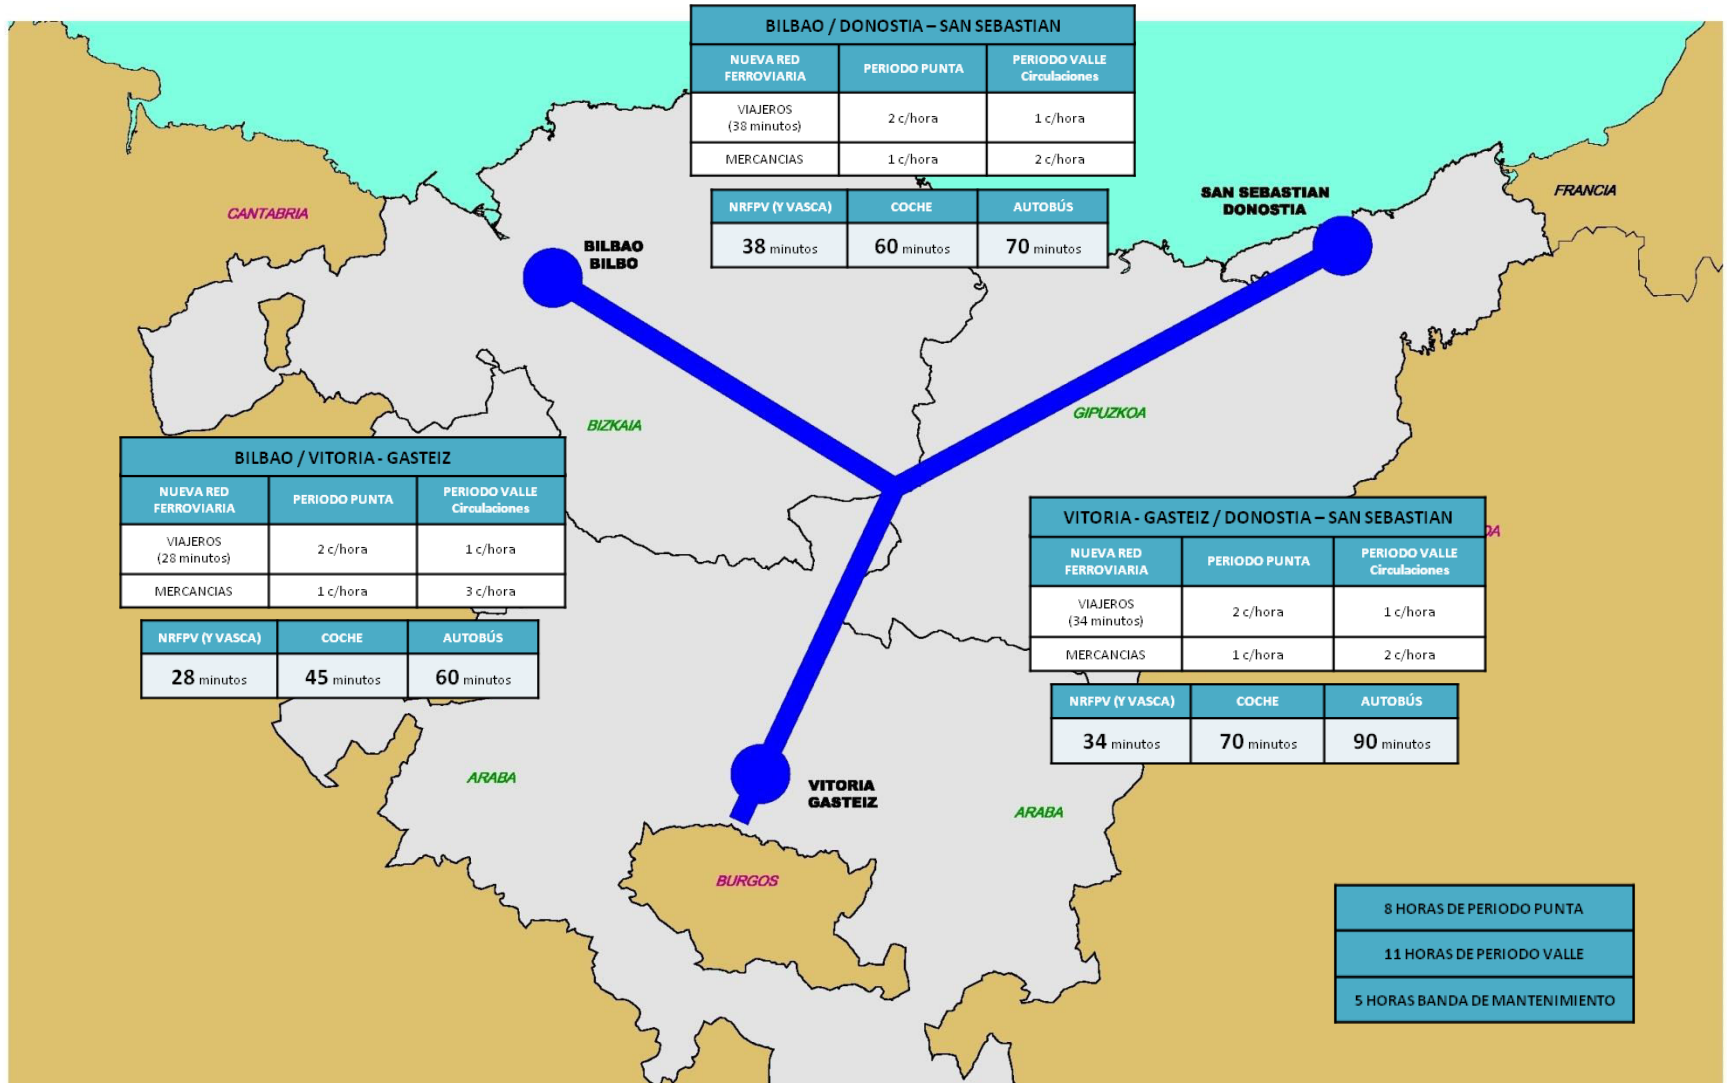 BILBAO / DONOSTIA – SAN SEBASTIAN
NUEVA RED FERROVIARIA
PERIODO PUNTA
PERIODO VALLE
Circulaciones
VIAJEROS
(38 minutos)
2 c/hora
1 c/hora
MERCANCIAS
1 c/hora
2 c/hora
NRFPV (Y VASCA)
COCHE
AUTOBÚS
38 minutos
60 minutos
70 minutos
SAN SEBASTIAN
DONOSTIA
FRANCIA
CANTABRIA
BILBAO
BILBO
BIZKAIA
GIPUZKOA
BILBAO / VITORIA - GASTEIZ
NUEVA RED
FERROVIARIA
PERIODO PUNTA
PERIODO VALLE
Circulaciones
VIAJEROS
(28 minutos)
2 c/hora
1 c/hora
MERCANCIAS
1 c/hora
3 c/hora
NRFPV (Y VASCA)
COCHE
AUTOBÚS
28 minutos
45 minutos
60 minutos
VITORIA - GASTEIZ / DONOSTIA – SAN SEBASTIAN
NUEVA RED
FERROVIARIA
PERIODO PUNTA
PERIODO VALLE
Circulaciones
VIAJEROS
(34 minutos)
2 c/hora
1 c/hora
MERCANCIAS
1 c/hora
2 c/hora
NRFPV (Y VASCA)
COCHE
AUTOBÚS
34 minutos
70 minutos
90 minutos
ARABA
VITORIA
GASTEIZ
ARABA
BURGOS
8 HORAS DE PERIODO PUNTA
11 HORAS DE PERIODO VALLE
5 HORAS BANDA DE MANTENIMIENTO